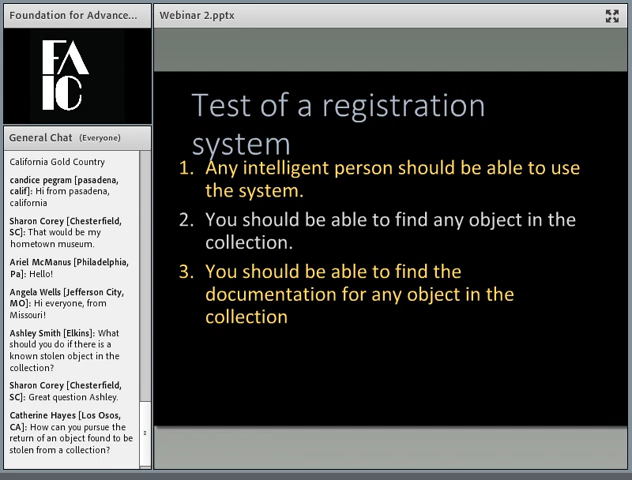 Foundation for Advance...
Webinar 2.pptx
FA
IC
General Chat (Everyone)
California Gold Country
candice pegram [pasadena,
calif]: Hi from pasadena,
california
Sharon Corey [Chesterfield,
SC]: That would be my
hometown museum.
Ariel McManus [Philadelphia,
Pa]: Hello!
Angela Wells [Jefferson City,
MO]: Hi everyone, from
Missouri!
Ashley Smith [Elkins]: What
should you do if there is a
known stolen object in the
collection?
Sharon Corey [Chesterfield,
SC]: Great question Ashley.
Catherine Hayes [Los Osos,
CA]: How can you pursue the
return of an object found to be
stolen from a collection?
Test of a registration
system
1. Any intelligent person should be able to use
the system.
2. You should be able to find any object in the
collection.
3. You should be able to find the
documentation for any object in the
collection